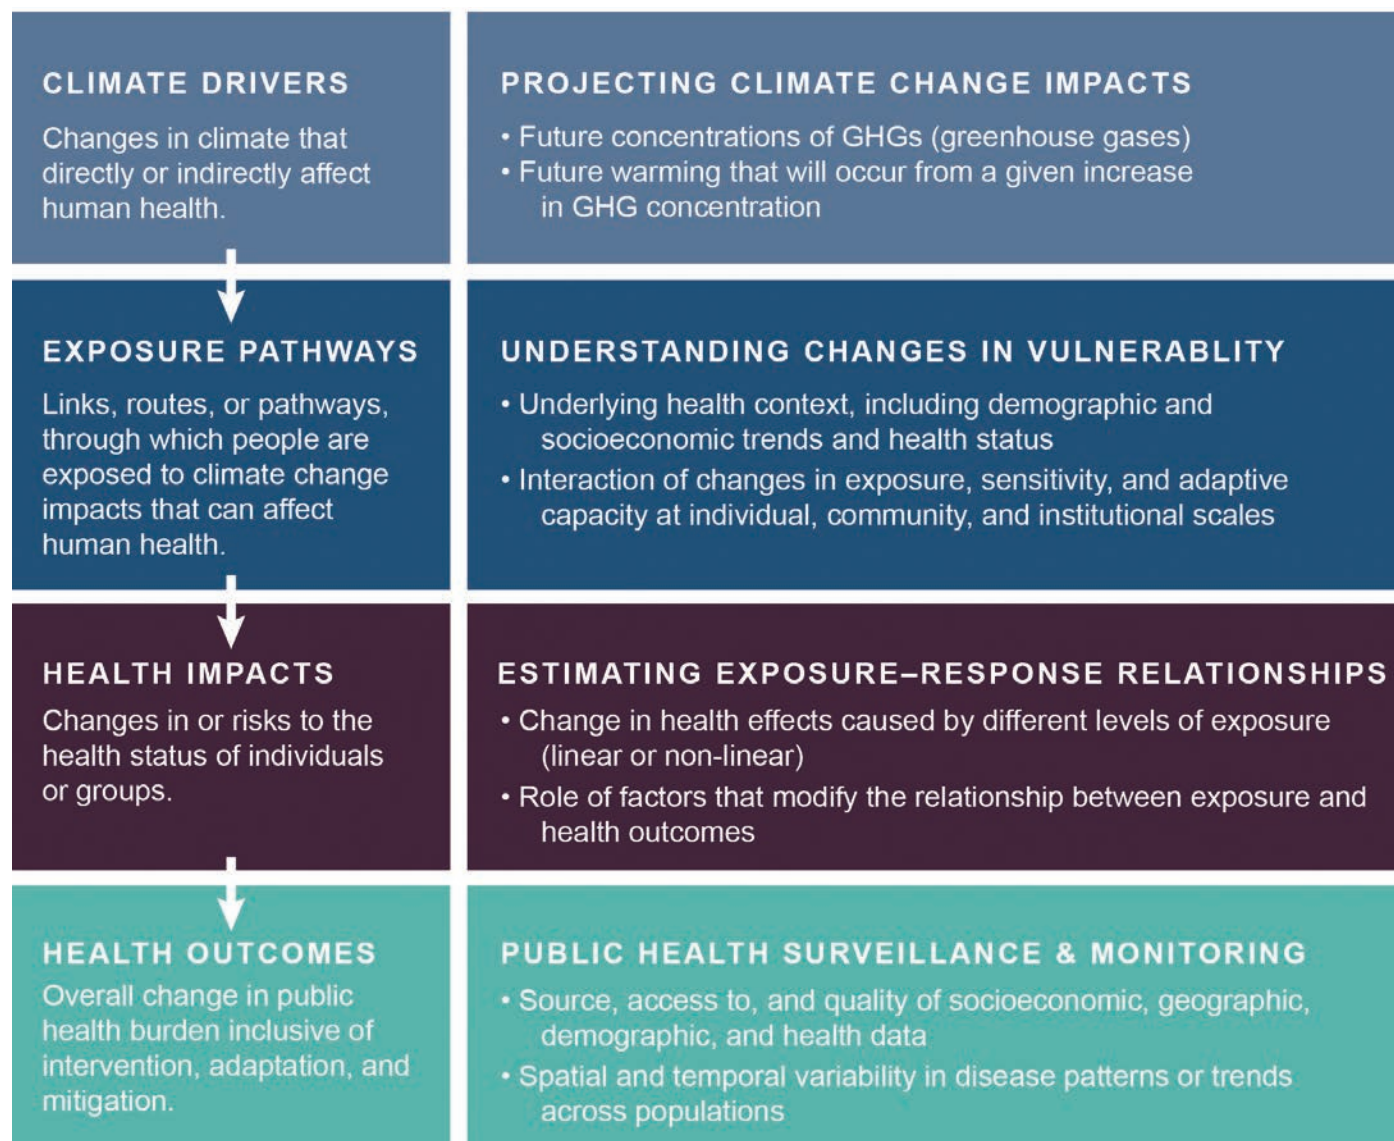 CLIMATE DRIVERS
Changes in climate that
directly or indirectly affect
human health.
PROJECTING CLIMATE CHANGE IMPACTS
• Future concentrations of GHGs (greenhouse gases)
• Future warming that will occur from a given increase
in GHG concentration
EXPOSURE PATHWAYS
Links, routes, or pathways,
through which people are
exposed to climate change
impacts that can affect
human health.
UNDERSTANDING CHANGES IN VULNERABLITY
• Underlying health context, including demographic and
socioeconomic trends and health status
• Interaction of changes in exposure, sensitivity, and adaptive
capacity at individual, community, and institutional scales
HEALTH IMPACTS
Changes in or risks to the
health status of individuals
or groups.
ESTIMATING EXPOSURE–RESPONSE RELATIONSHIPS
• Change in health effects caused by different levels of exposure
(linear or non-linear)
• Role of factors that modify the relationship between exposure and
health outcomes
HEALTH OUTCOMES
Overall change in public
health burden inclusive of
intervention, adaptation, and
mitigation.
PUBLIC HEALTH SURVEILLANCE & MONITORING
• Source, access to, and quality of socioeconomic, geographic,
demographic, and health data
• Spatial and temporal variability in disease patterns or trends
across populations